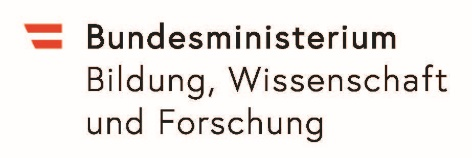 Bundesministerium
Bildung, Wissenschaft
und Forschung